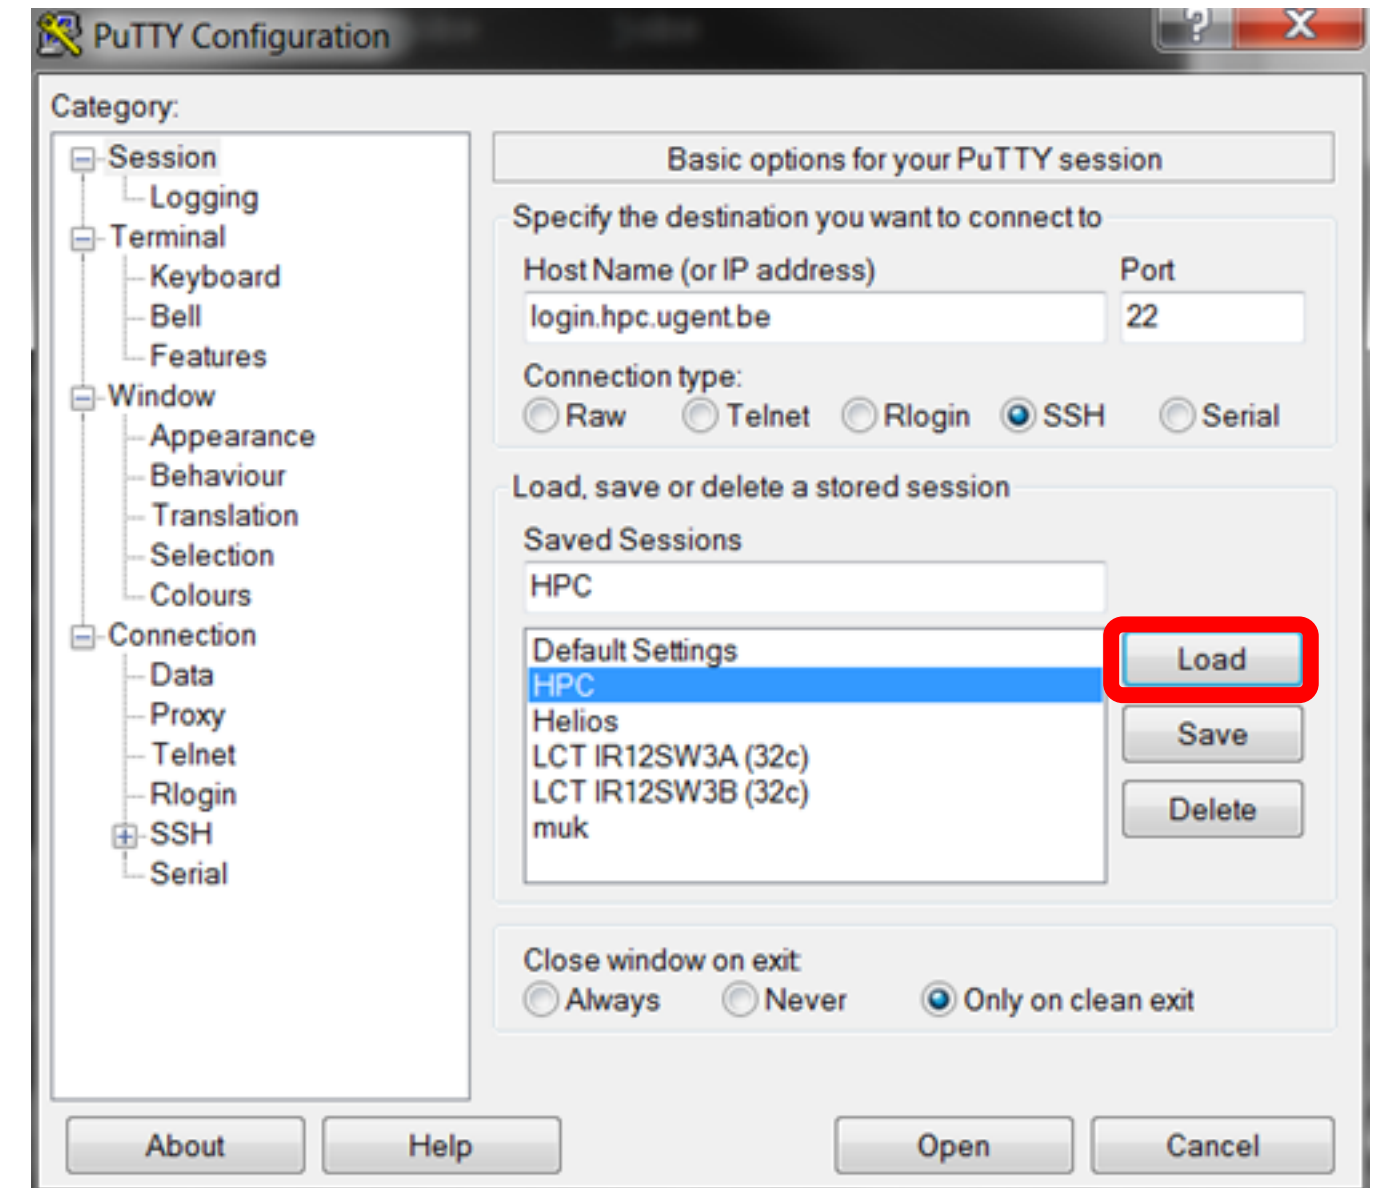 PuTTY Configuration
?
X
Category:
Session
Logging
Terminal
Keyboard
Bell
Features
Window
Appearance
Behaviour
Translation
Selection
Colours
Connection
Data
Proxy
Telnet
Rlogin
SSH
Serial
Basic options for your PuTTY session
Specify the destination you want to connect to
Host Name (or IP address) Port
login.hpc.ugent.be 22
Connection type:
Raw Telnet Rlogin SSH Serial
Load, save or delete a stored session
Saved Sessions
HPC
Default Settings
HPC
Helios
LCT IR12SW3A (32c)
LCT IR12SW3B (32c)
muk
Load
Save
Delete
Close window on exit:
Always Never Only on clean exit
About Help Open Cancel